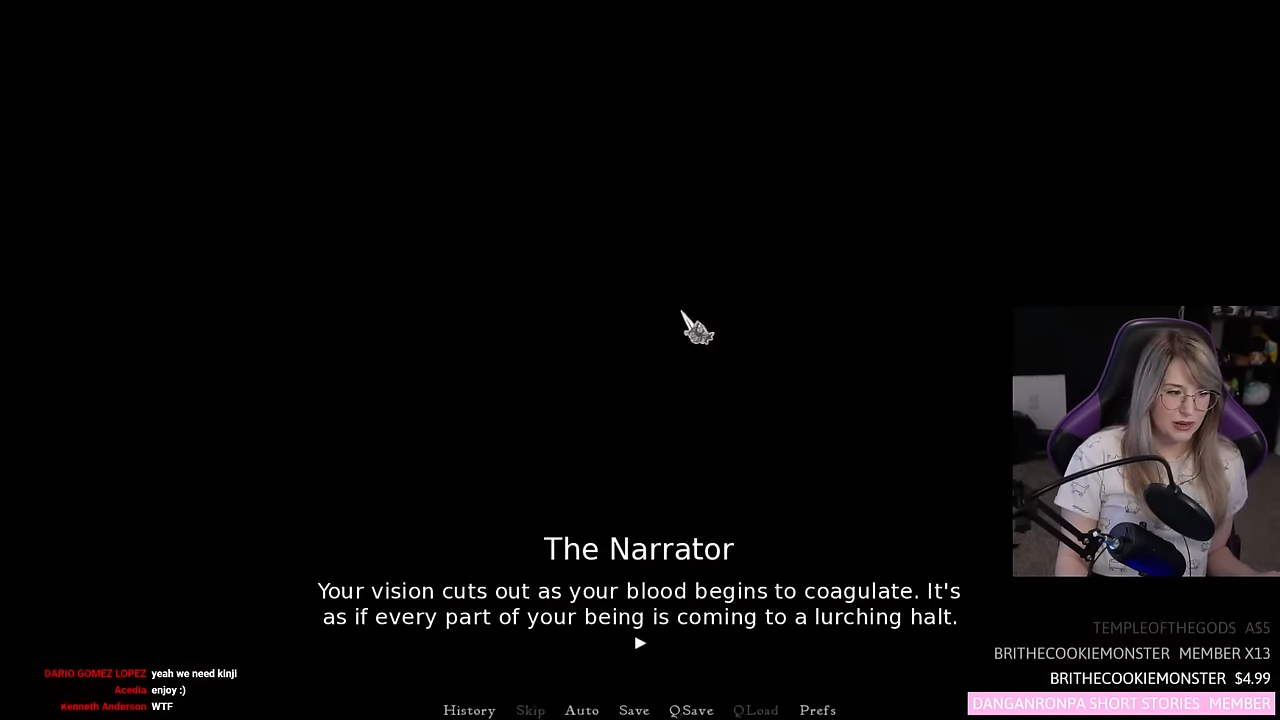 The Narrator
Your vision cuts out as your blood begins to coagulate. It's
as if every part of your being is coming to a lurching halt.
TEMPLEOFTHEGODS A$5
BRITHECOOKIEMONSTER MEMBER X13
BRITHECOOKIEMONSTER $4.99
DANGANRONPA SHORT STORIES MEMBER
DARIO GOMEZ LOPEZ yeah we need kinji
Acedia enjoy :)
Kenneth Anderson WTF
History Skip Auto Save QSave QLoad Prefs